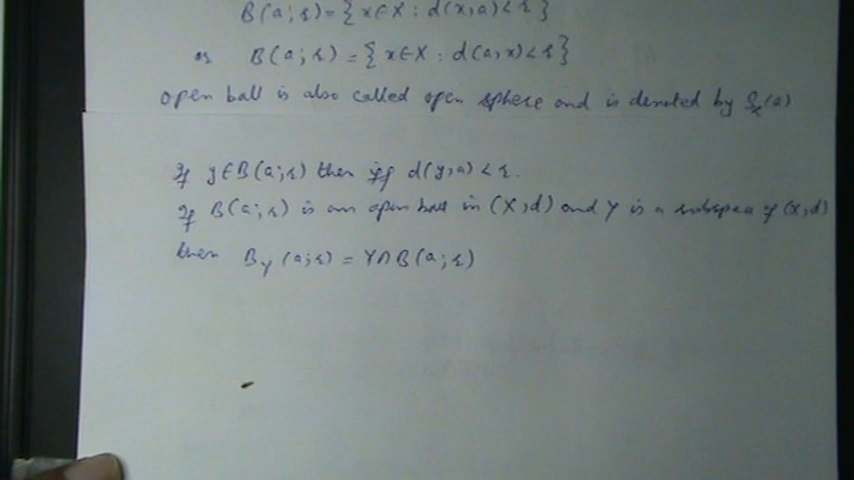 B(a;r) = { x∈X : d(x,a) < r }
or B(a;r) = { x∈X : d(a,x) < r }
open ball is also called open sphere and is denoted by Sr(a)
If y∈B(a;r) then iff d(y,a) < r.
If B(a;r) is an open ball in (X,d) and Y is a subspace of (X,d)
then B_Y(a;r) = Y∩B(a;r)